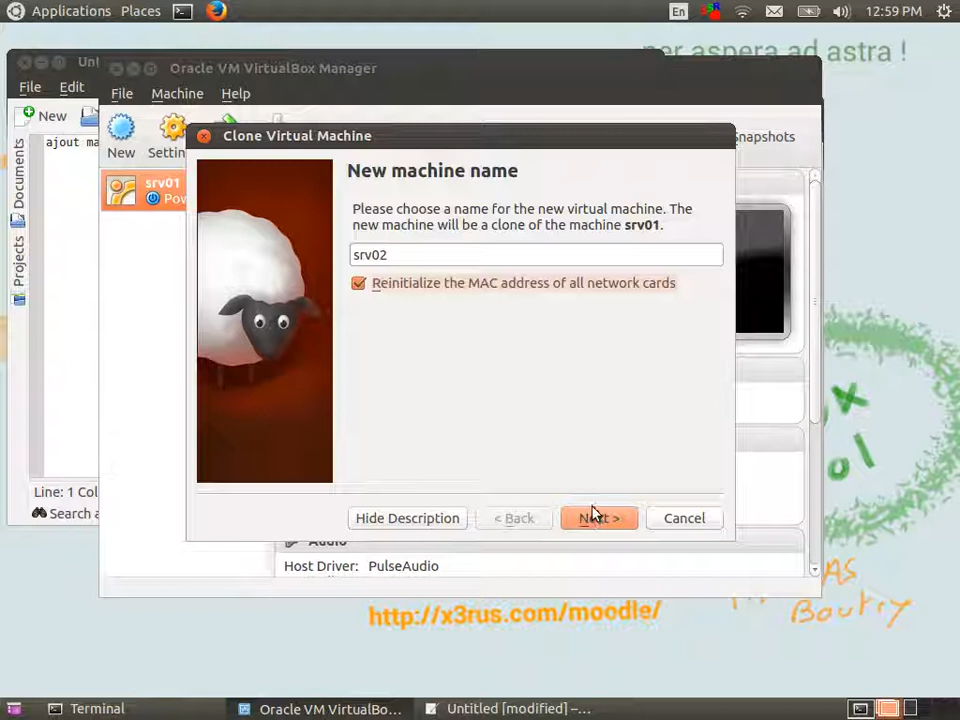 Applications Places En 12:59 PM
per aspera ad astra !
Oracle VM VirtualBox Manager
File Edit
File Machine Help
New
New
Snapshots
ajout
Documents
Projects
srv01
Clone Virtual Machine
New machine name
Please choose a name for the new virtual machine. The
new machine will be a clone of the machine srv01.
srv02
Reinitialize the MAC address of all network cards
Line: 1
Hide Description < Back Next > Cancel
Audio
Host Driver: PulseAudio
Boutry
http://x3rus.com/moodle/
Terminal Oracle VM VirtualBo... Untitled [modified] –...